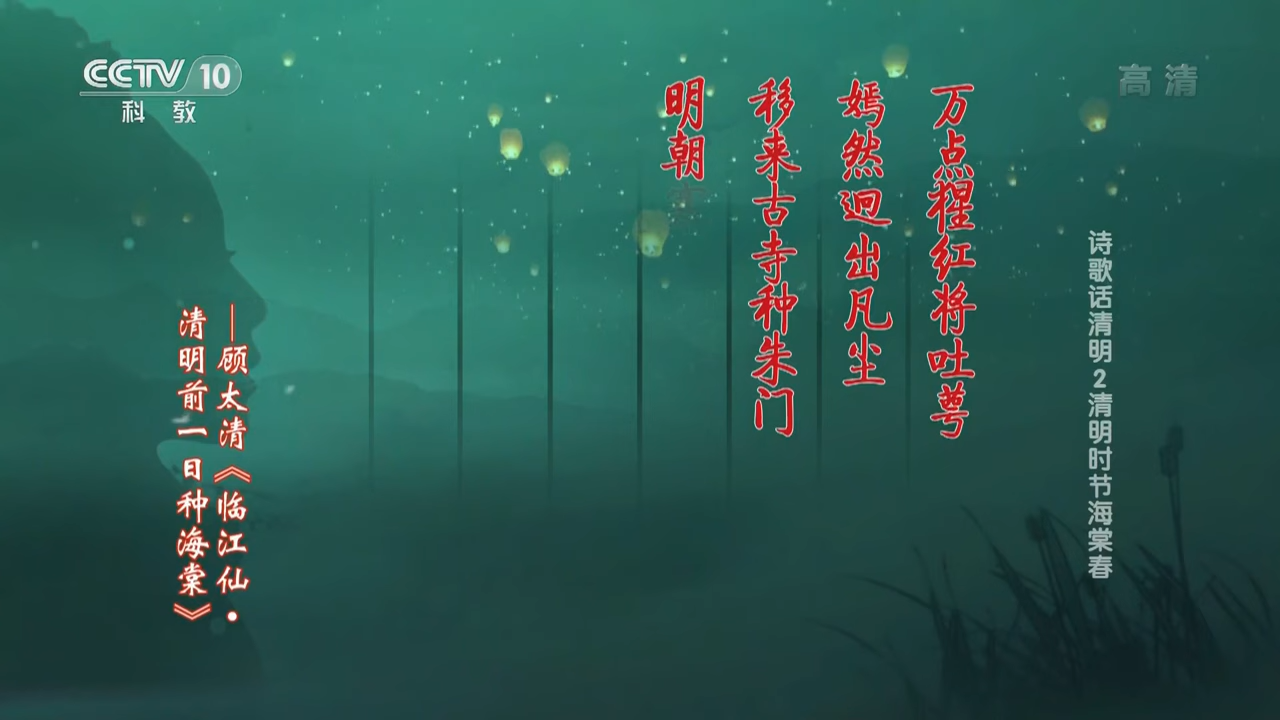 CCTV 10
科教
高清
万点猩红将吐萼
嫣然迥出凡尘
移来古寺种朱门
明朝
诗歌话清明2清明时节海棠春
—顾太清《临江仙·
清明前一日种海棠》